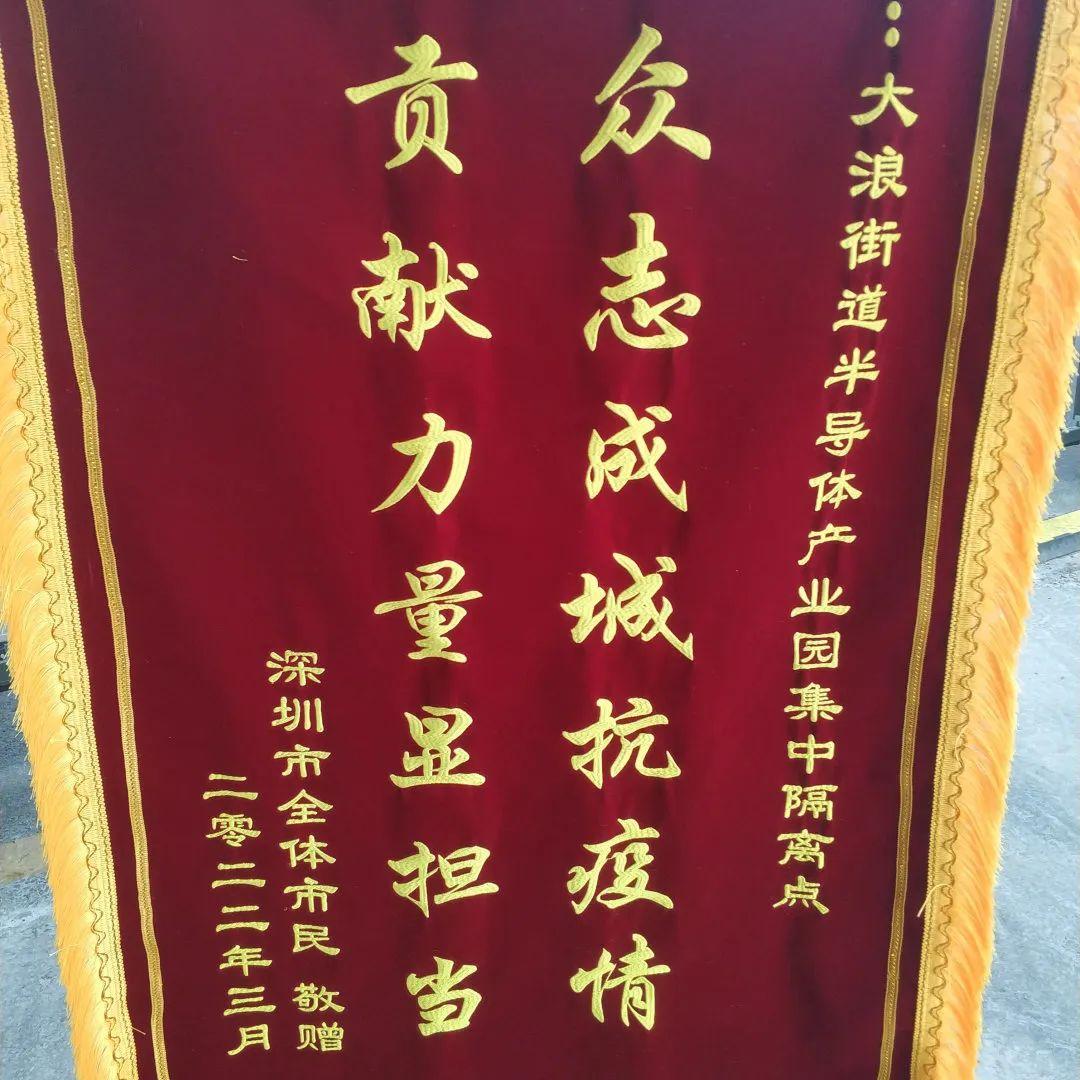 ：大浪街道半导体产业园集中隔离点
众志成城抗疫情
贡献力量显担当
深圳市全体市民 敬赠
二零二二年三月